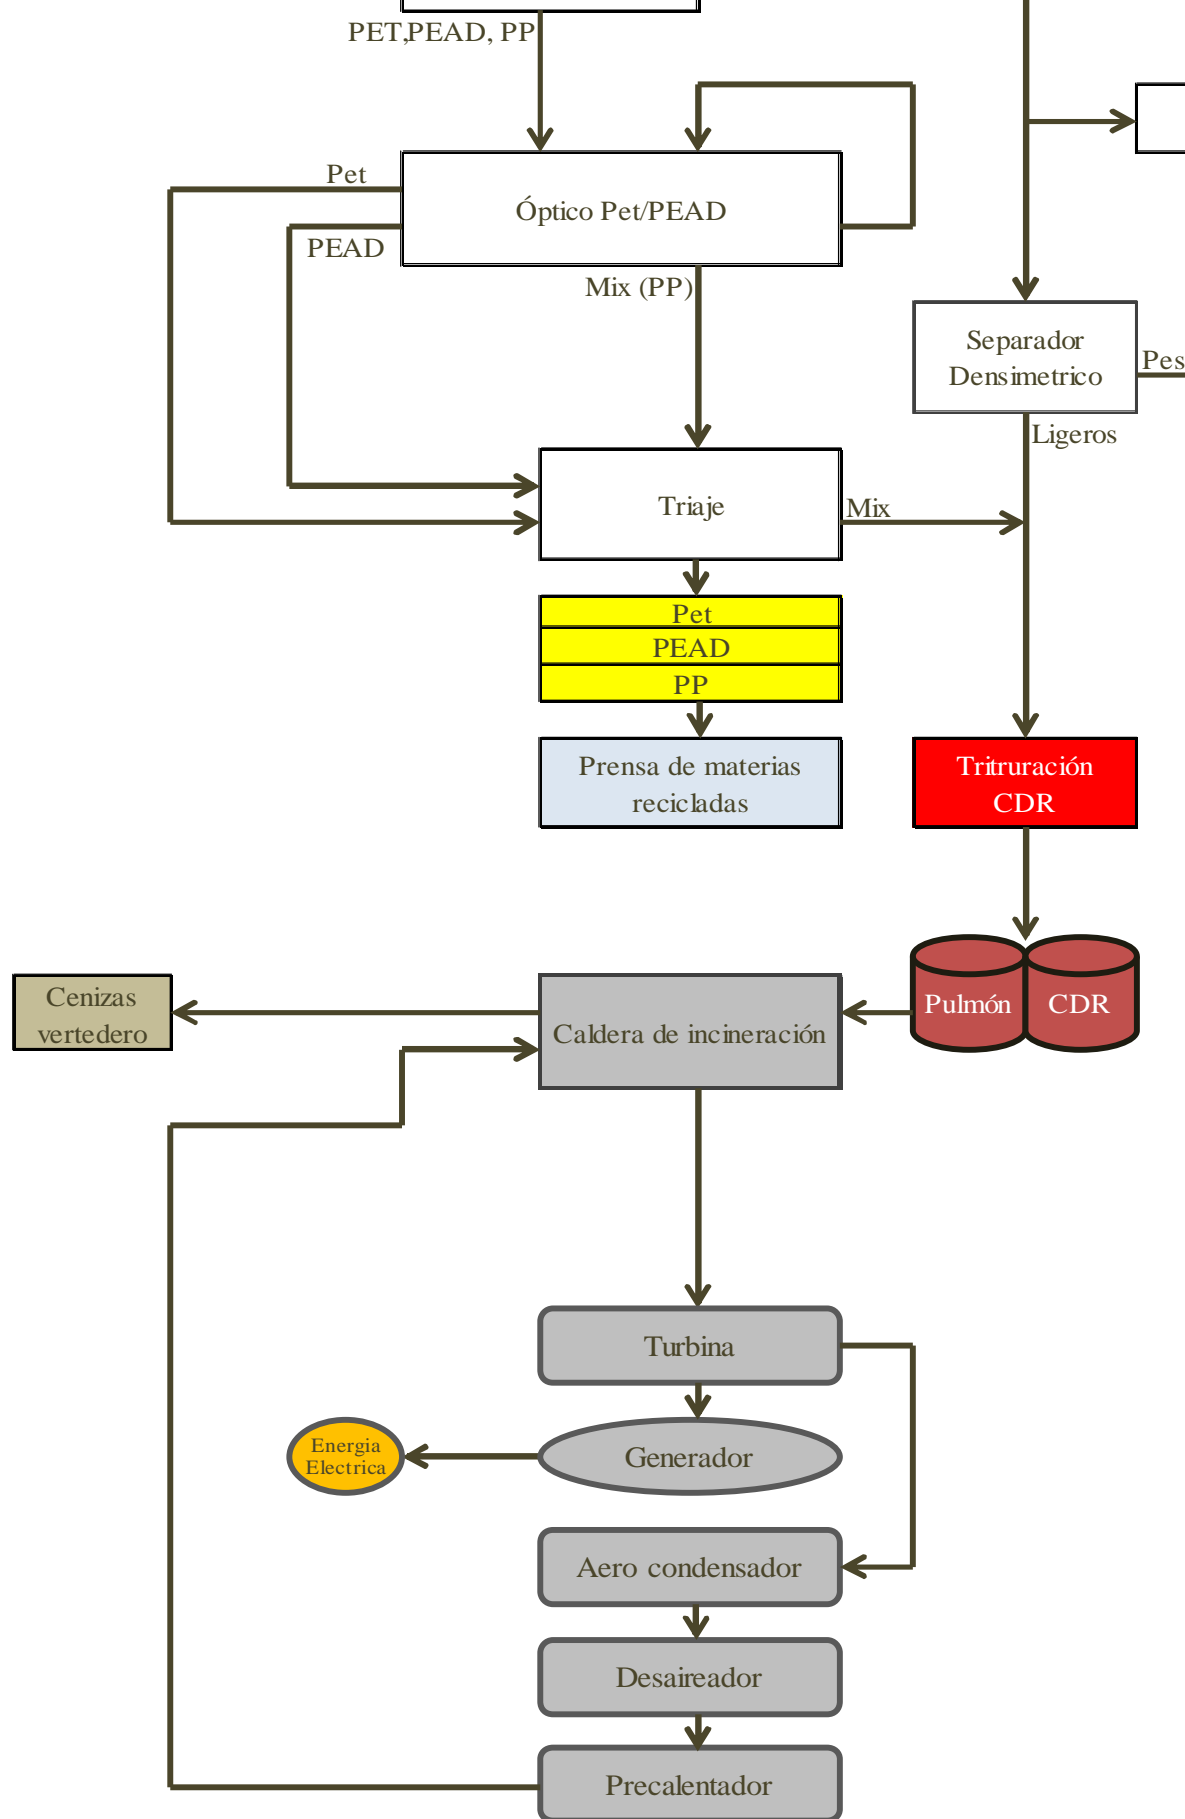 PET,PEAD, PP
Pet
Óptico Pet/PEAD
PEAD
Mix (PP)
Separador
Densimetrico
Pes
Ligeros
Triaje
Mix
Pet
PEAD
PP
Prensa de materias
recicladas
Tritruración
CDR
Pulmón
CDR
Cenizas
vertedero
Caldera de incineración
Turbina
Generador
Energia
Electrica
Aero condensador
Desaireador
Precalentador